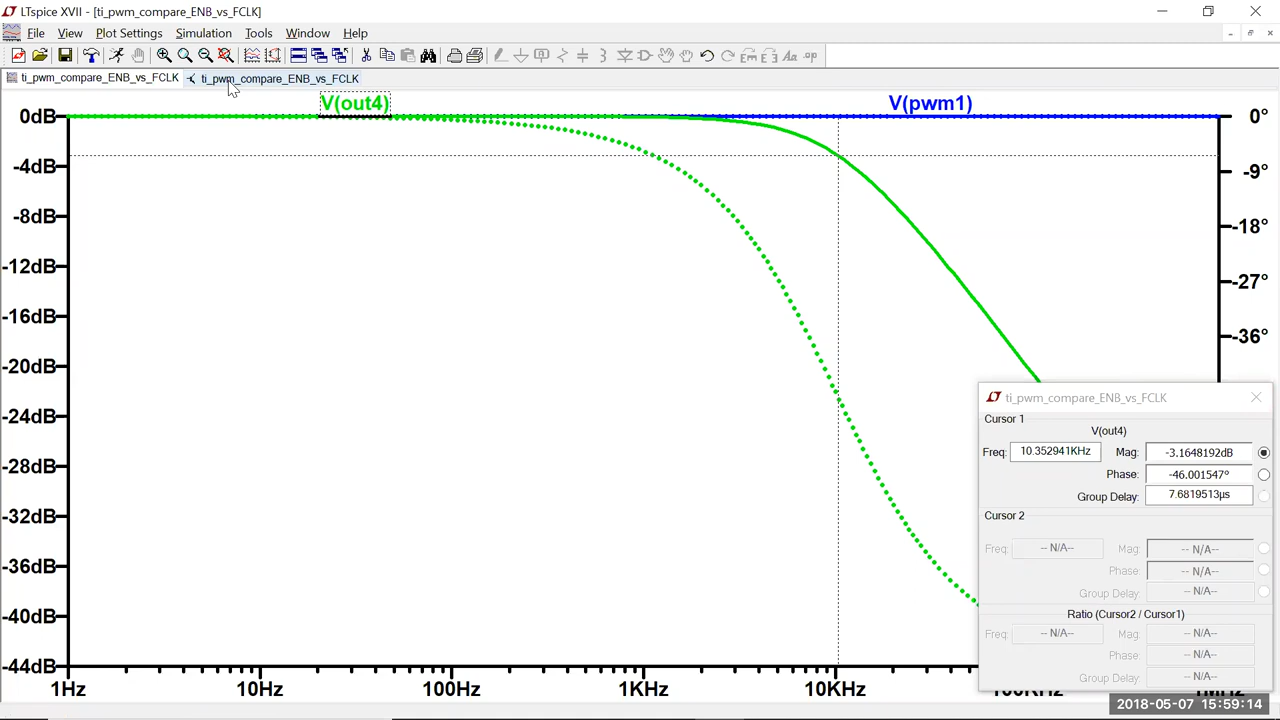 LTspice XVII - [ti_pwm_compare_ENB_vs_FCLK]
File View Plot Settings Simulation Tools Window Help
ti_pwm_compare_ENB_vs_FCLK ti_pwm_compare_ENB_vs_FCLK
V(out4) V(pwm1)
0dB 0°
-4dB -9°
-8dB -18°
-12dB -27°
-16dB -36°
-20dB
-24dB
-28dB
-32dB
-36dB
-40dB
-44dB
1Hz 10Hz 100Hz 1KHz 10KHz 100KHz 1MHz
ti_pwm_compare_ENB_vs_FCLK
Cursor 1
V(out4)
Freq: 10.352941KHz Mag: -3.1648192dB
Phase: -46.001547°
Group Delay: 7.6819513µs
Cursor 2
Freq: -- N/A-- Mag: -- N/A--
Phase: -- N/A--
Group Delay: -- N/A--
Ratio (Cursor2 / Cursor1)
Freq: -- N/A-- Mag: -- N/A--
Phase: -- N/A--
Group Delay: -- N/A--
2018-05-07 15:59:14